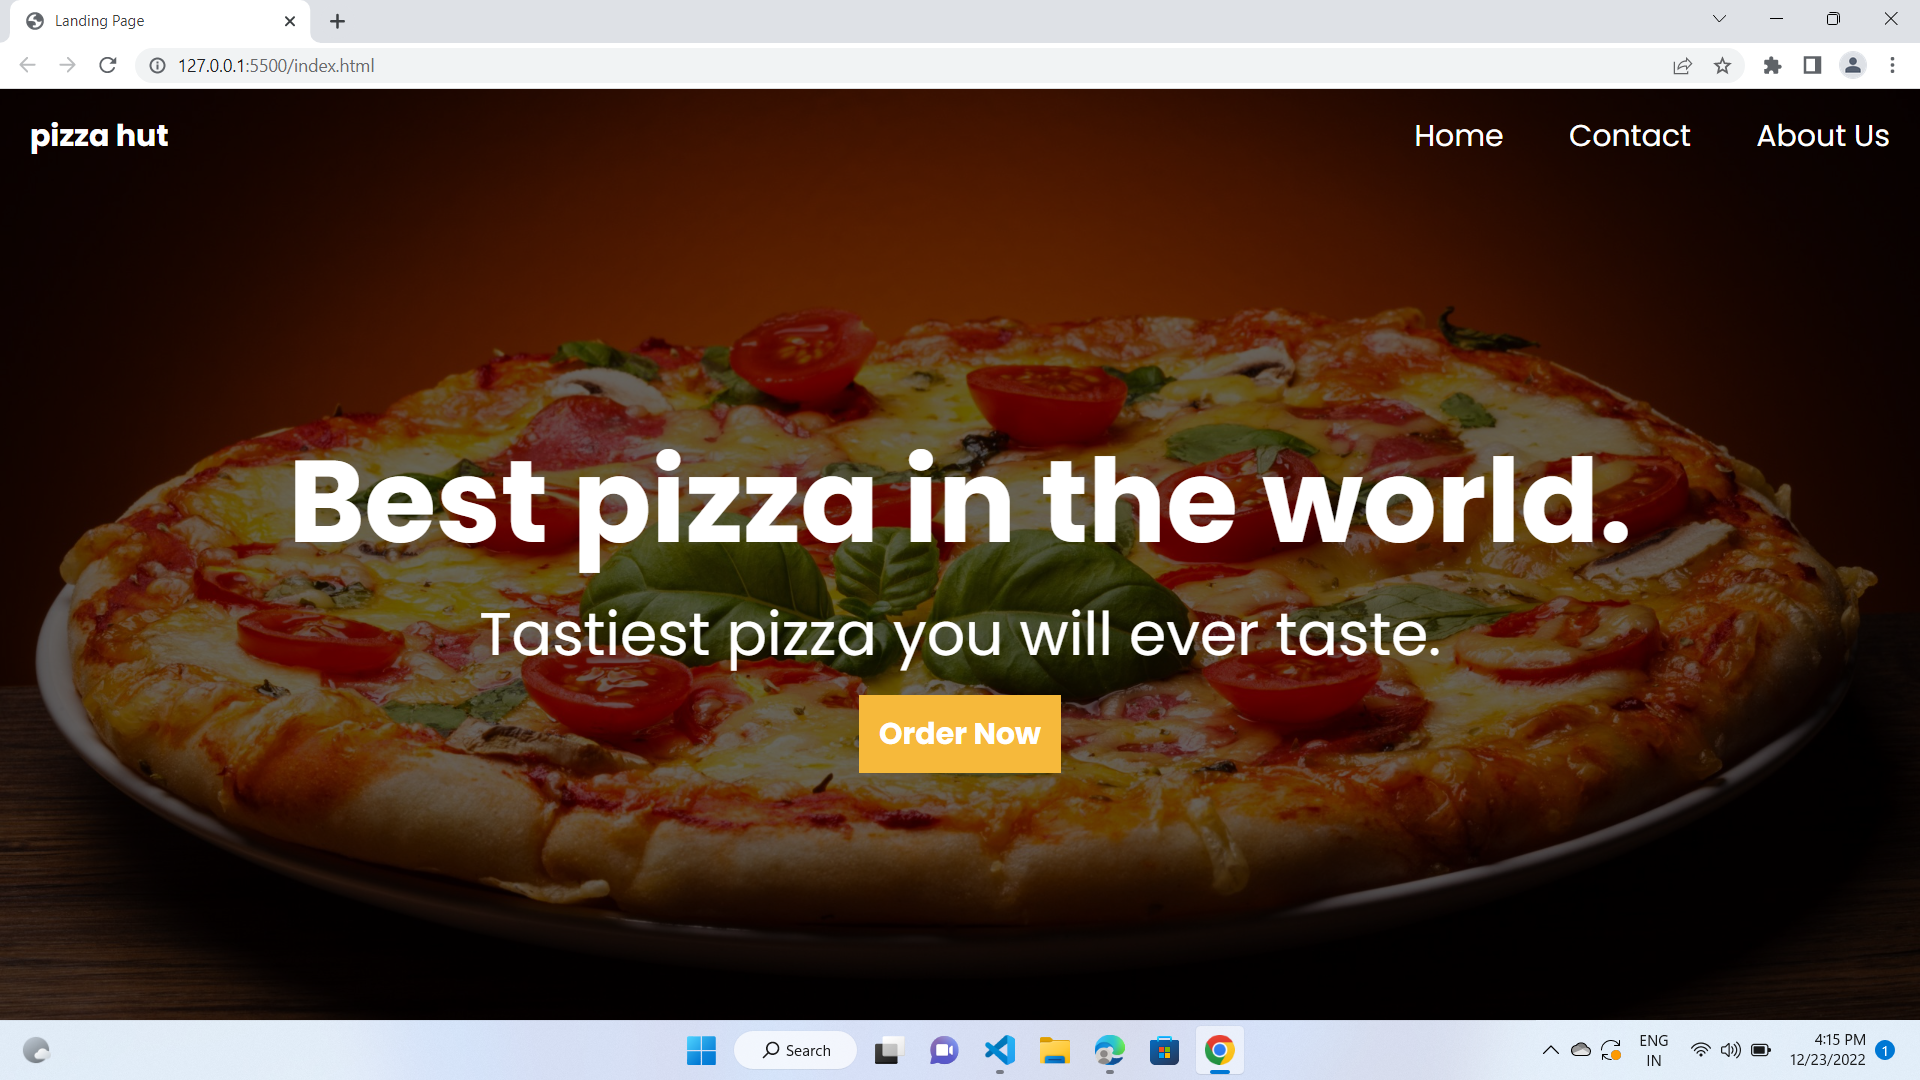 Landing Page
127.0.0.1:5500/index.html
pizza hut
Home
Contact
About Us
Best pizza in the world.
Tastiest pizza you will ever taste.
Order Now
Search
ENG
IN
4:15 PM
12/23/2022
1